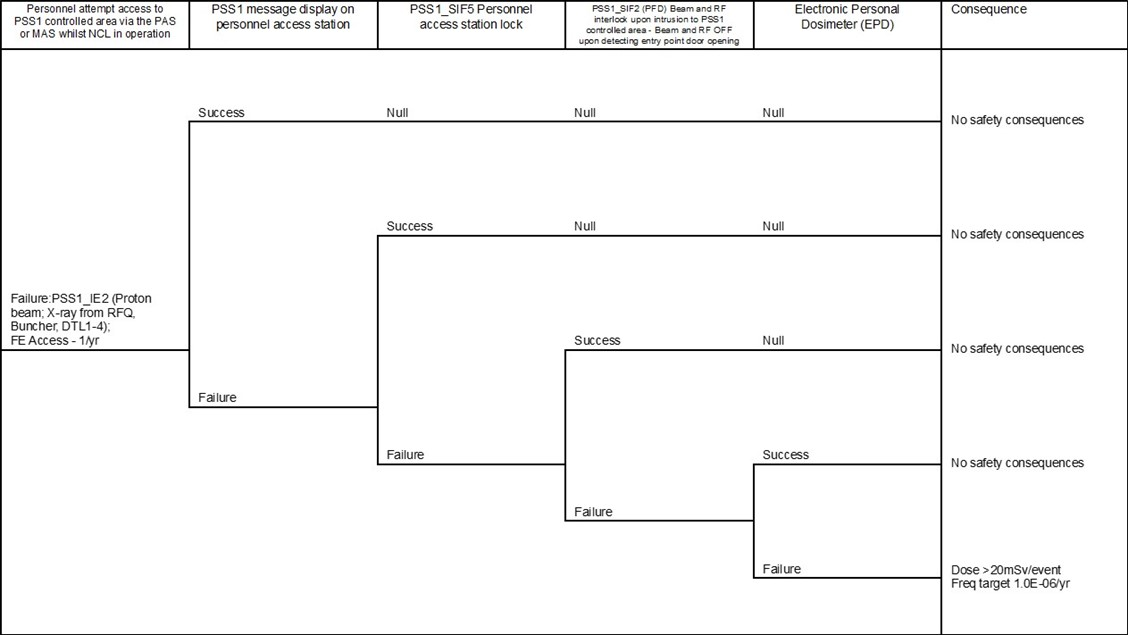 Personnel attempt access to
PSS1 controlled area via the PAS
or MAS whilst NCL in operation
PSS1 message display on
personnel access station
PSS1_SIF5 Personnel
access station lock
PSS1_SIF2 (PFD) Beam and RF
interlock upon intrusion to PSS1
controlled area - Beam and RF OFF
upon detecting entry point door opening
Electronic Personal
Dosimeter (EPD)
Consequence
Success
Null
Null
Null
No safety consequences
Success
Null
Null
No safety consequences
Failure:PSS1_IE2 (Proton
beam; X-ray from RFQ,
Buncher, DTL1-4);
FE Access - 1/yr
Success
Null
No safety consequences
Failure
Failure
Success
No safety consequences
Failure
Failure
Dose >20mSv/event
Freq target 1.0E-06/yr